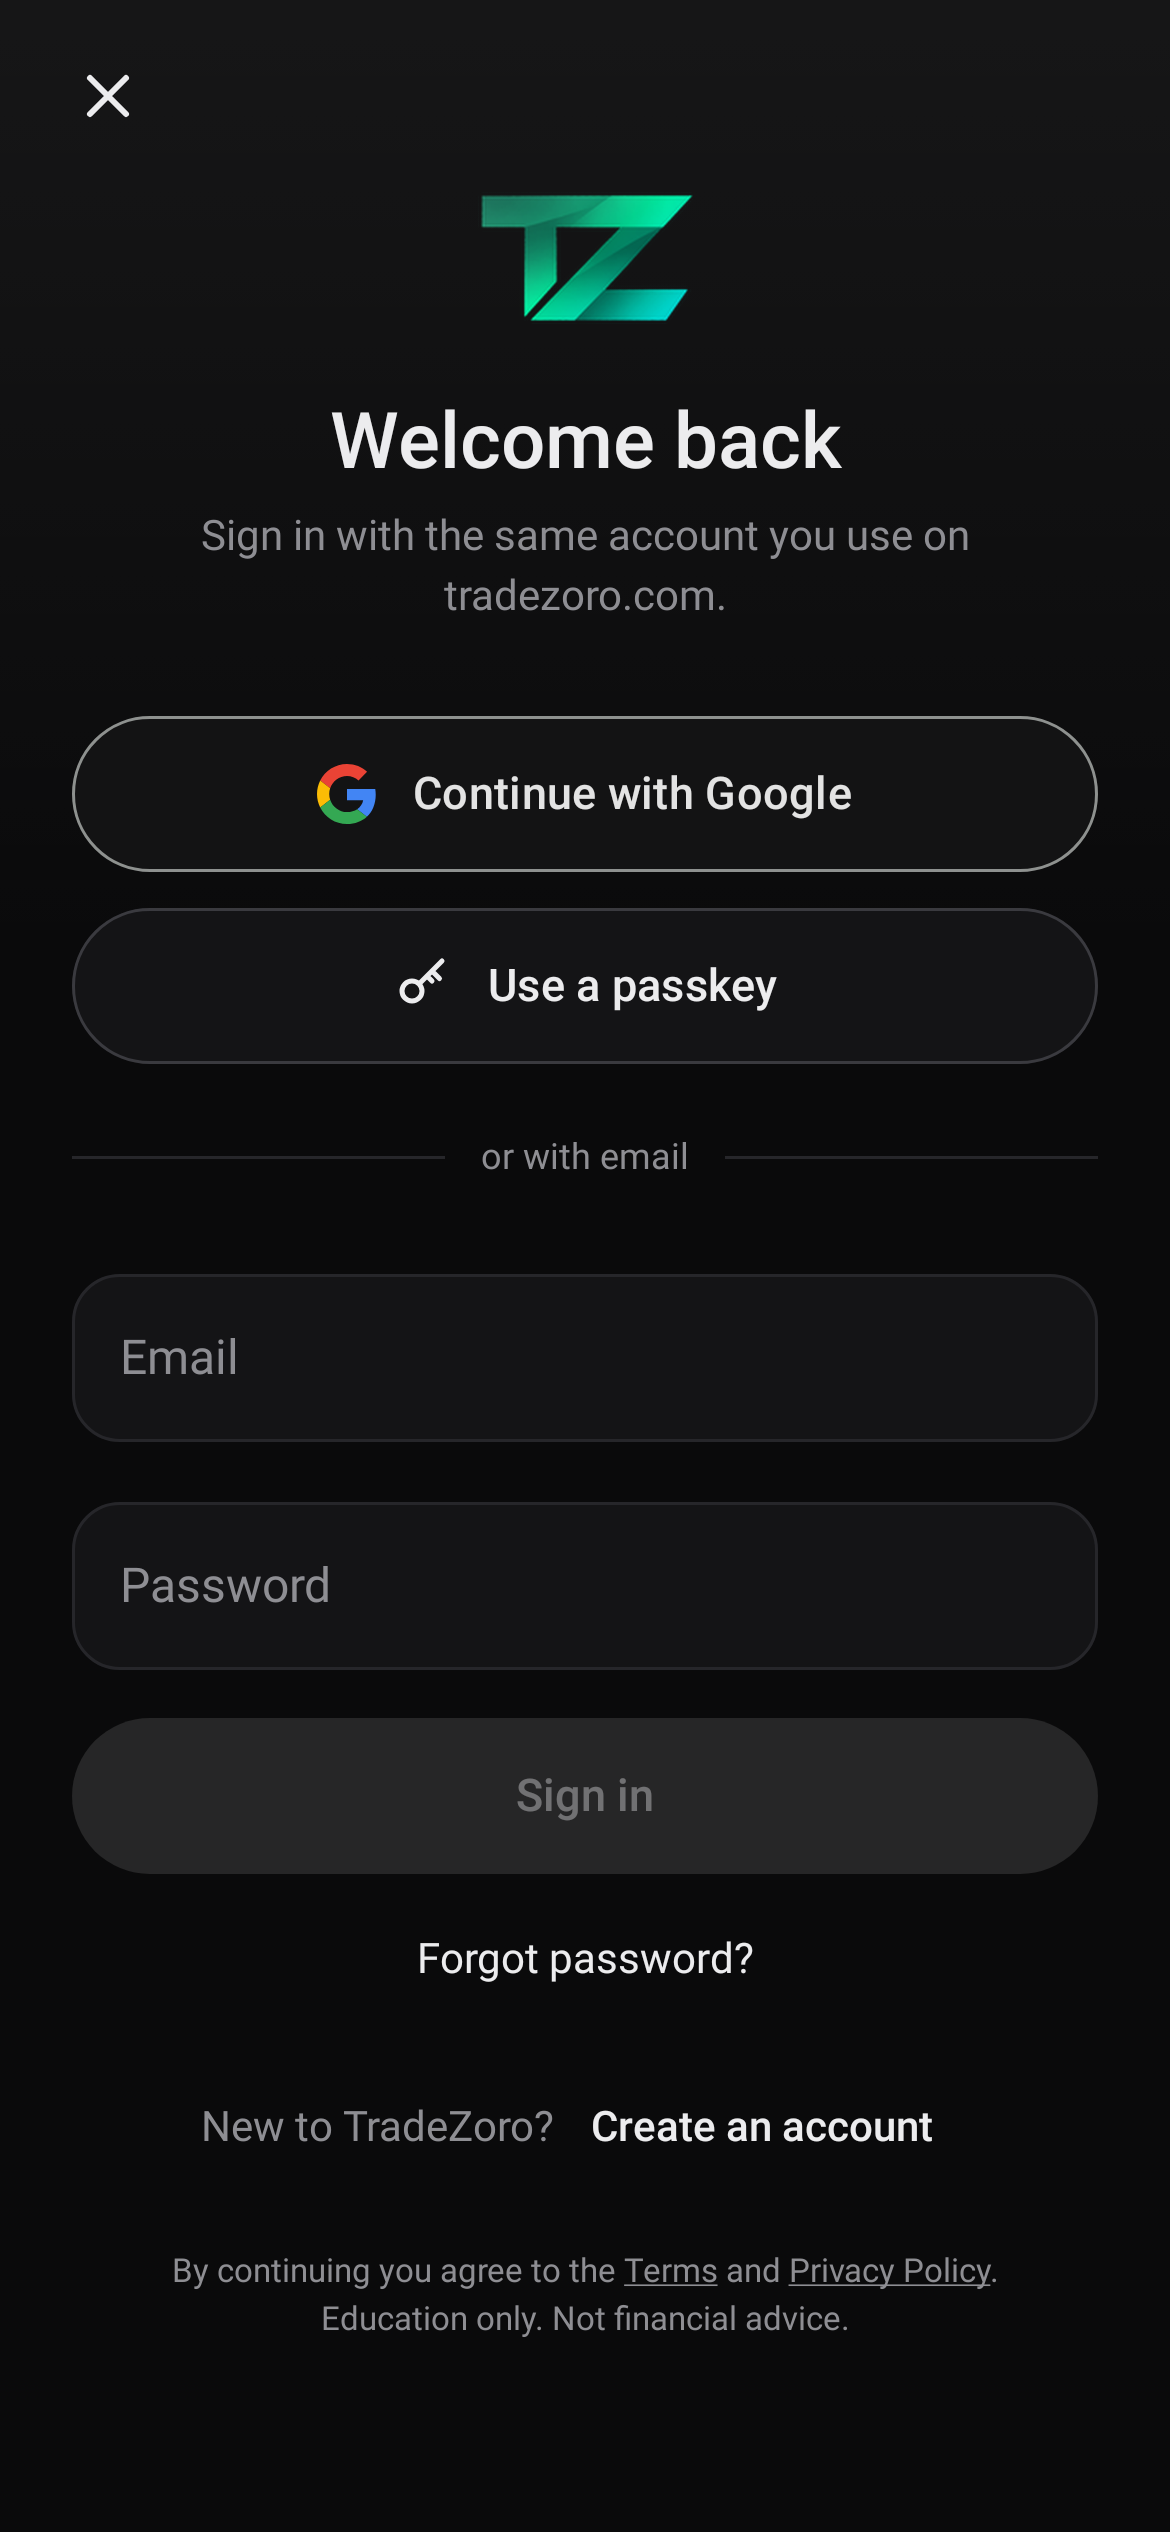 TZ
Welcome back
Sign in with the same account you use on
tradezoro.com.
Continue with Google
Use a passkey
or with email
Email
Password
Sign in
Forgot password?
New to TradeZoro? Create an account
By continuing you agree to the Terms and Privacy Policy.
Education only. Not financial advice.